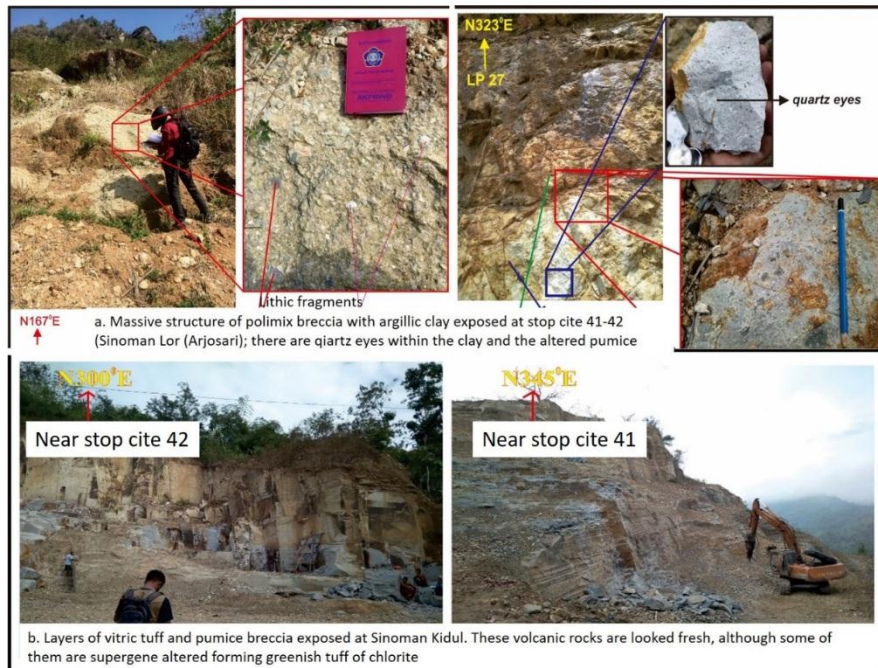 N323°E
LP 27
quartz eyes
Lithic fragments
N167°E
a. Massive structure of polimix breccia with argillic clay exposed at stop cite 41-42
(Sinoman Lor (Arjosari); there are qiartz eyes within the clay and the altered pumice
N300°E
Near stop cite 42
N345°E
Near stop cite 41
b. Layers of vitric tuff and pumice breccia exposed at Sinoman Kidul. These volcanic rocks are looked fresh, although some of
them are supergene altered forming greenish tuff of chlorite